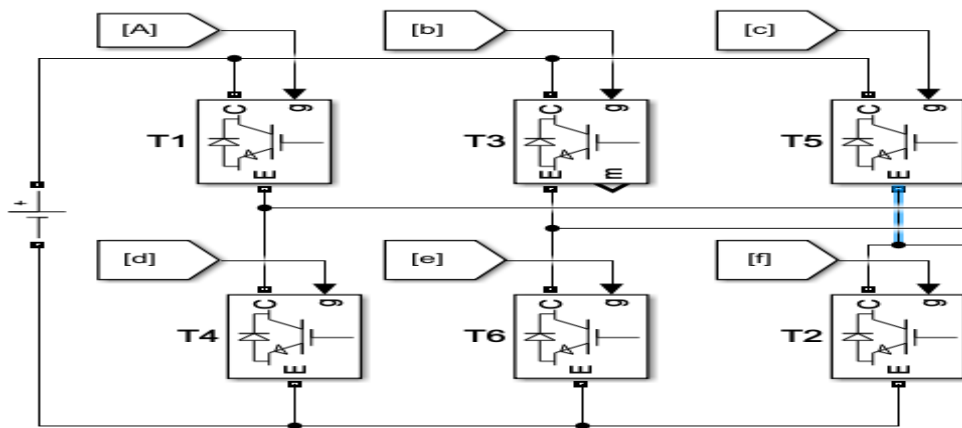 [A] [b] [c]
C g C g C g
T1 T3 T5
E E m E
+
[d] [e] [f]
C g C g C g
T4 T6 T2
E E E